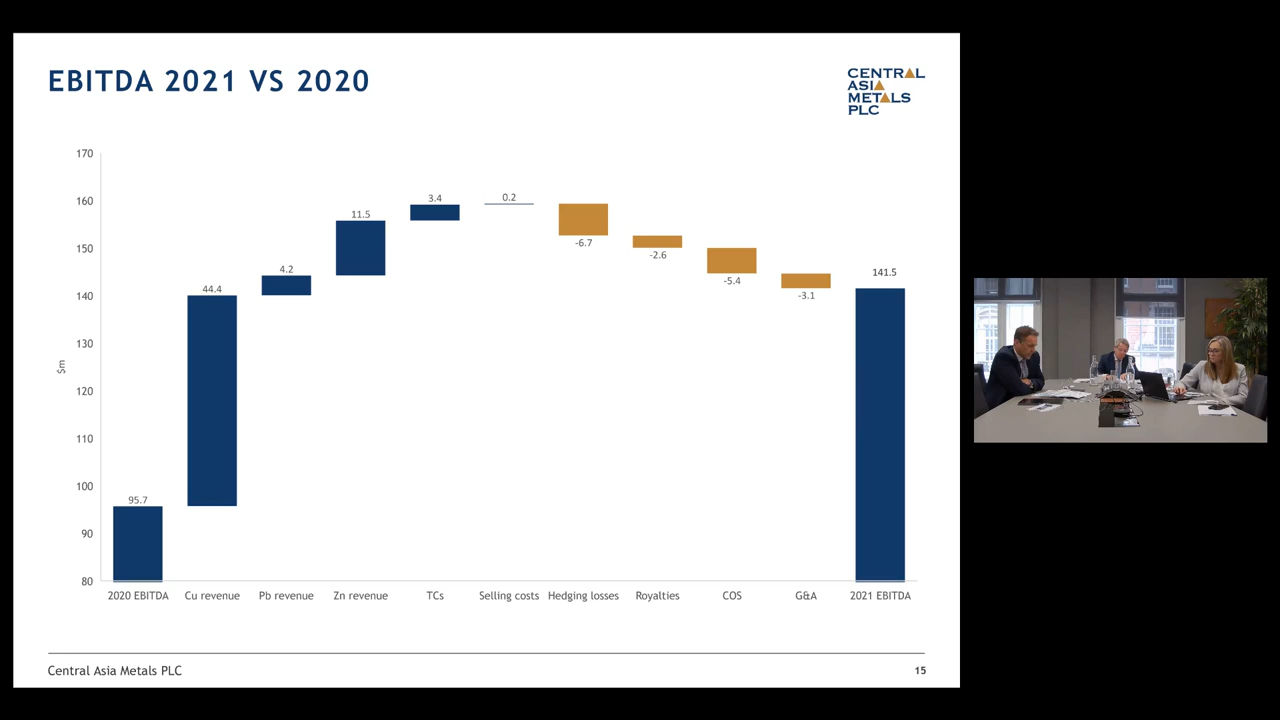 EBITDA 2021 VS 2020
CENTRAL
ASIA
METALS
PLC
170
160
150
140
130
120
110
100
90
80
$m
95.7
44.4
4.2
11.5
3.4
0.2
-6.7
-2.6
-5.4
-3.1
141.5
2020 EBITDA
Cu revenue
Pb revenue
Zn revenue
TCs
Selling costs
Hedging losses
Royalties
COS
G&A
2021 EBITDA
Central Asia Metals PLC
15